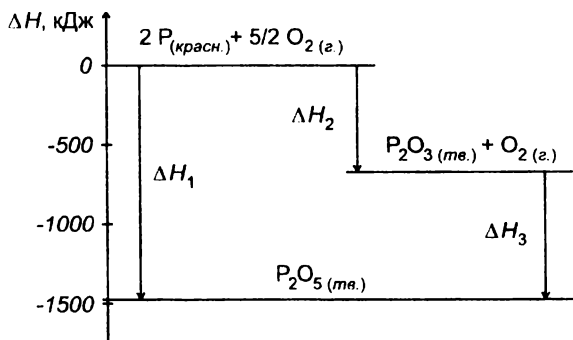 ΔH, кДж
2 P(красн.) + 5/2 O2 (г.)
0
ΔH2
-500
P2O3 (тв.) + O2 (г.)
ΔH1
-1000
ΔH3
P2O5 (тв.)
-1500